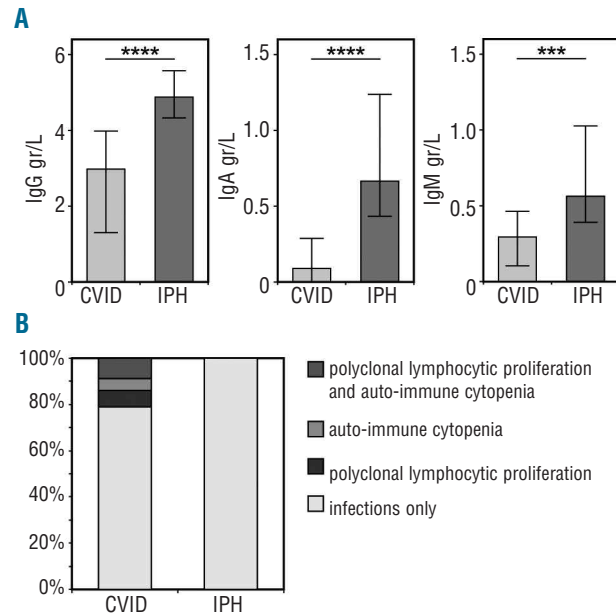 A
****
6
4
2
0
IgG gr/L
CVID IPH
****
1.5
1.0
0.5
0
IgA gr/L
CVID IPH
***
1.5
1.0
0.5
0
IgM gr/L
CVID IPH
B
100%
80%
60%
40%
20%
0%
CVID IPH
polyclonal lymphocytic proliferation
and auto-immune cytopenia
auto-immune cytopenia
polyclonal lymphocytic proliferation
infections only